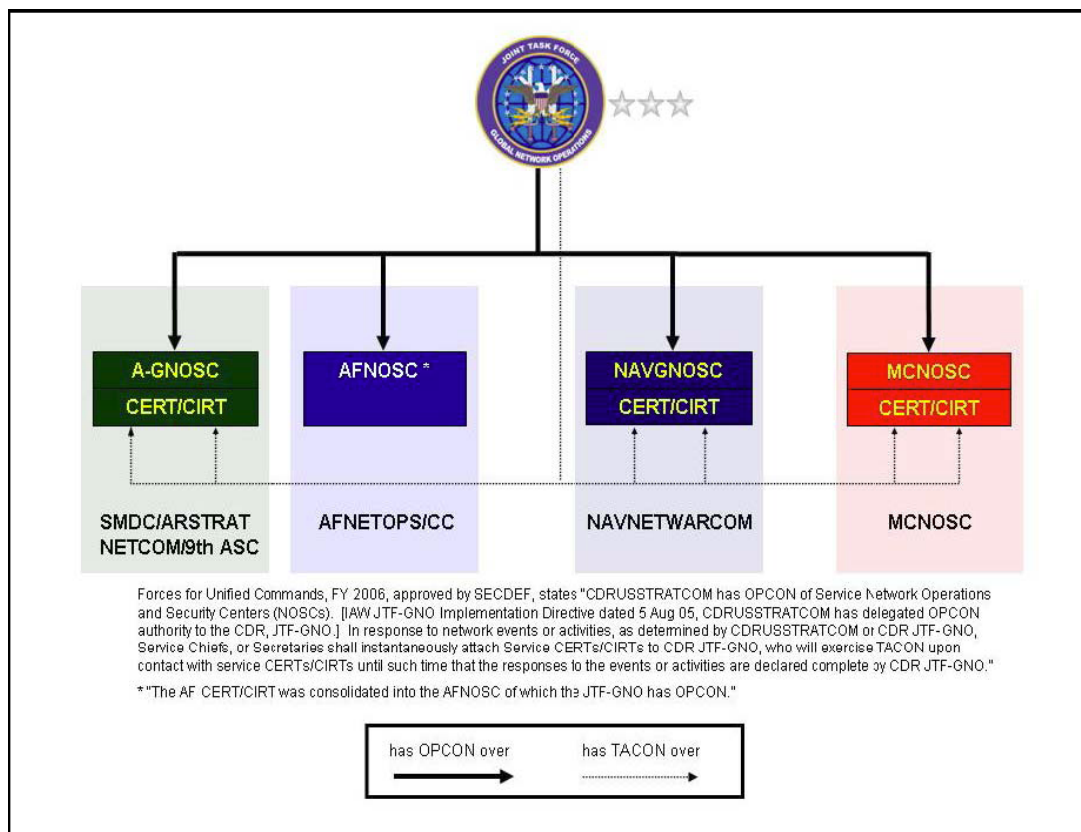 JOINT TASK FORCE
GLOBAL NETWORK OPERATIONS
A-GNOSC
CERT/CIRT
AFNOSC *
NAVGNOSC
CERT/CIRT
MCNOSC
CERT/CIRT
SMDC/ARSTRAT
NETCOM/9th ASC
AFNETOPS/CC
NAVNETWARCOM
MCNOSC
Forces for Unified Commands, FY 2006, approved by SECDEF, states "CDRUSSTRATCOM has OPCON of Service Network Operations
and Security Centers (NOSCs). [IAW JTF-GNO Implementation Directive dated 5 Aug 05, CDRUSSTRATCOM has delegated OPCON
authority to the CDR, JTF-GNO.] In response to network events or activities, as determined by CDRUSSTRATCOM or CDR JTF-GNO,
Service Chiefs, or Secretaries shall instantaneously attach Service CERTs/CIRTs to CDR JTF-GNO, who will exercise TACON upon
contact with service CERTs/CIRTs until such time that the responses to the events or activities are declared complete by CDR JTF-GNO."
* "The AF CERT/CIRT was consolidated into the AFNOSC of which the JTF-GNO has OPCON."
has OPCON over
has TACON over